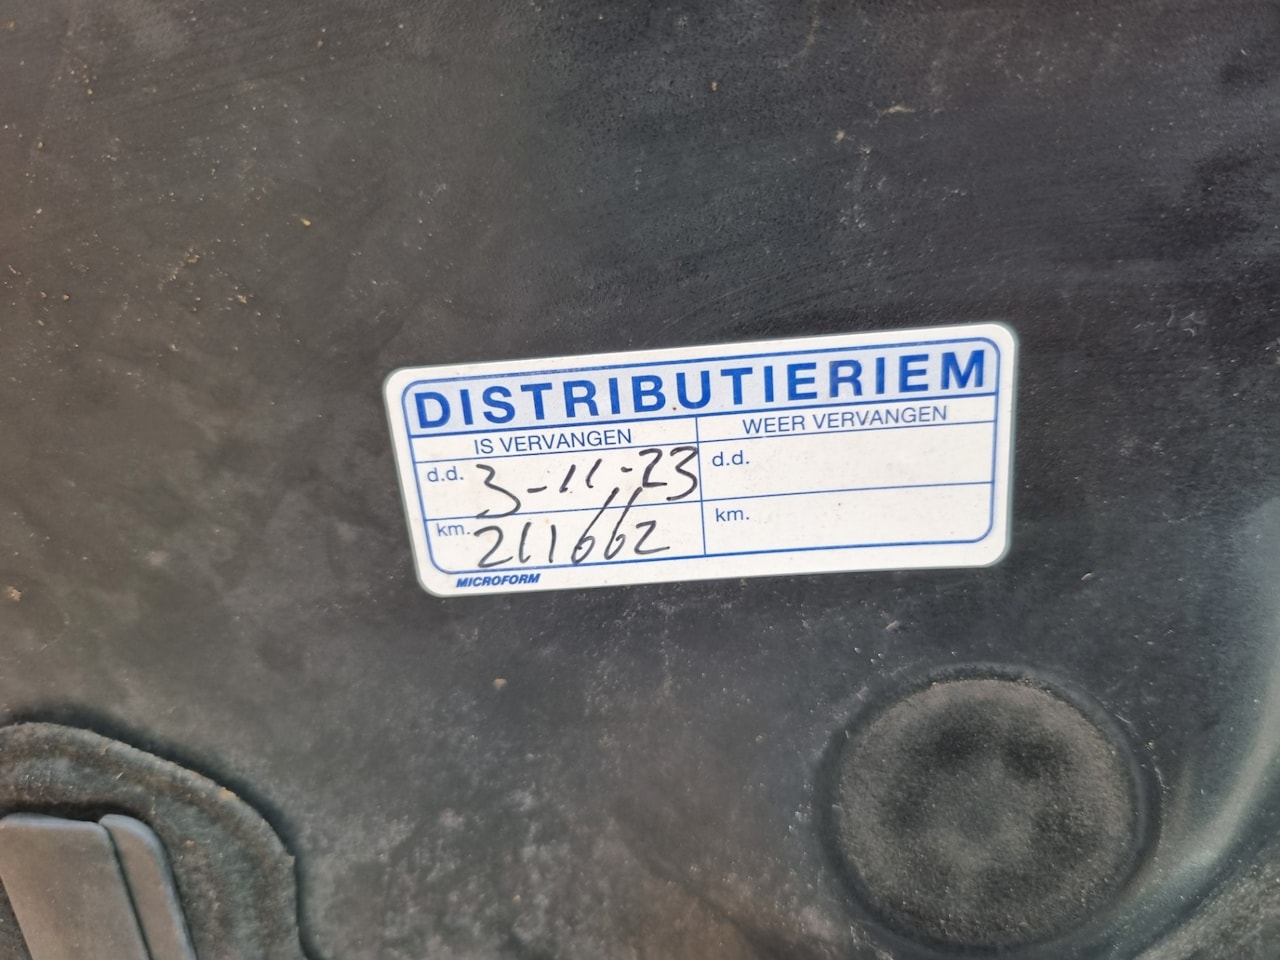 DISTRIBUTIERIEM
IS VERVANGEN WEER VERVANGEN
d.d. 3-11-23 d.d.
km. 211662 km.
MICROFORM